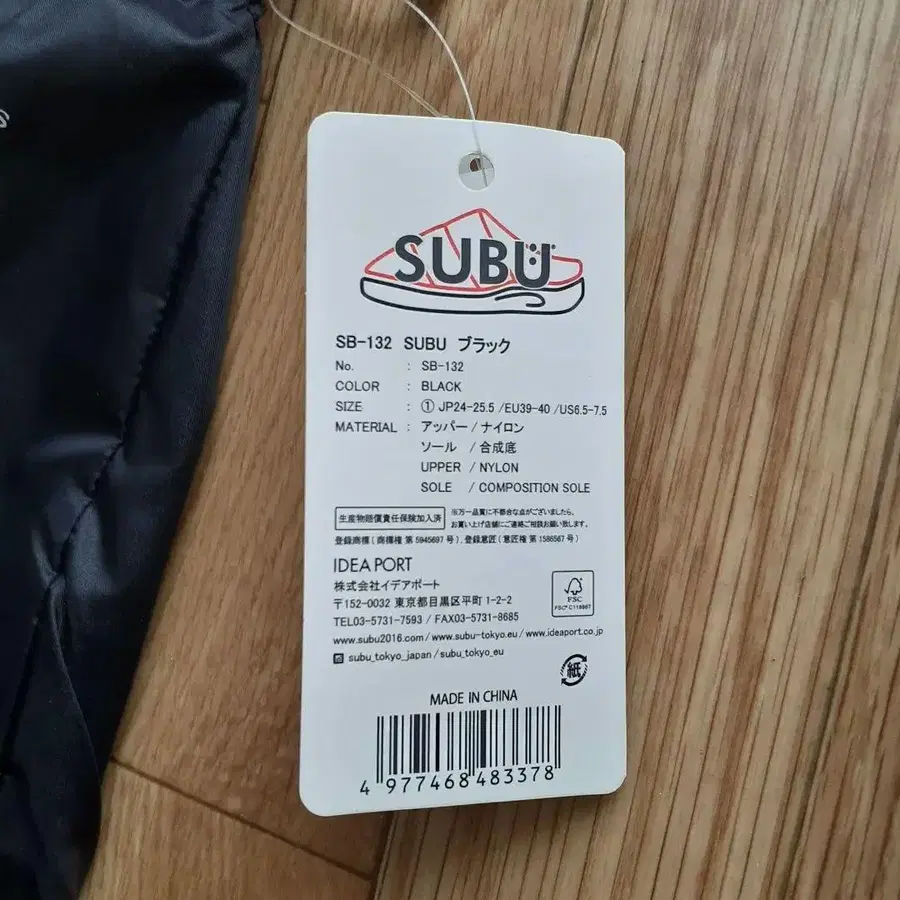 SUBU
SB-132 SUBU ブラック
No. : SB-132
COLOR : BLACK
SIZE : ① JP24-25.5 /EU39-40 /US6.5-7.5
MATERIAL : アッパー / ナイロン
ソール / 合成底
UPPER / NYLON
SOLE / COMPOSITION SOLE
生産物賠償責任保険加入済
※万一品質に不都合な点がございましたら、
お買い上げ店舗にご連絡ご相談お願い致します。
登録商標 ( 商標権 第 5945697 号 ) , 登録意匠 ( 意匠権 第 1586567 号 )
IDEA PORT
株式会社イデアポート
〒152-0032 東京都目黒区平町 1-2-2
TEL03-5731-7593 / FAX03-5731-8685
www.subu2016.com / www.subu-tokyo.eu / www.ideaport.co.jp
subu_tokyo_japan / subu_tokyo_eu
FSC
紙
MADE IN CHINA
4 977468 483378